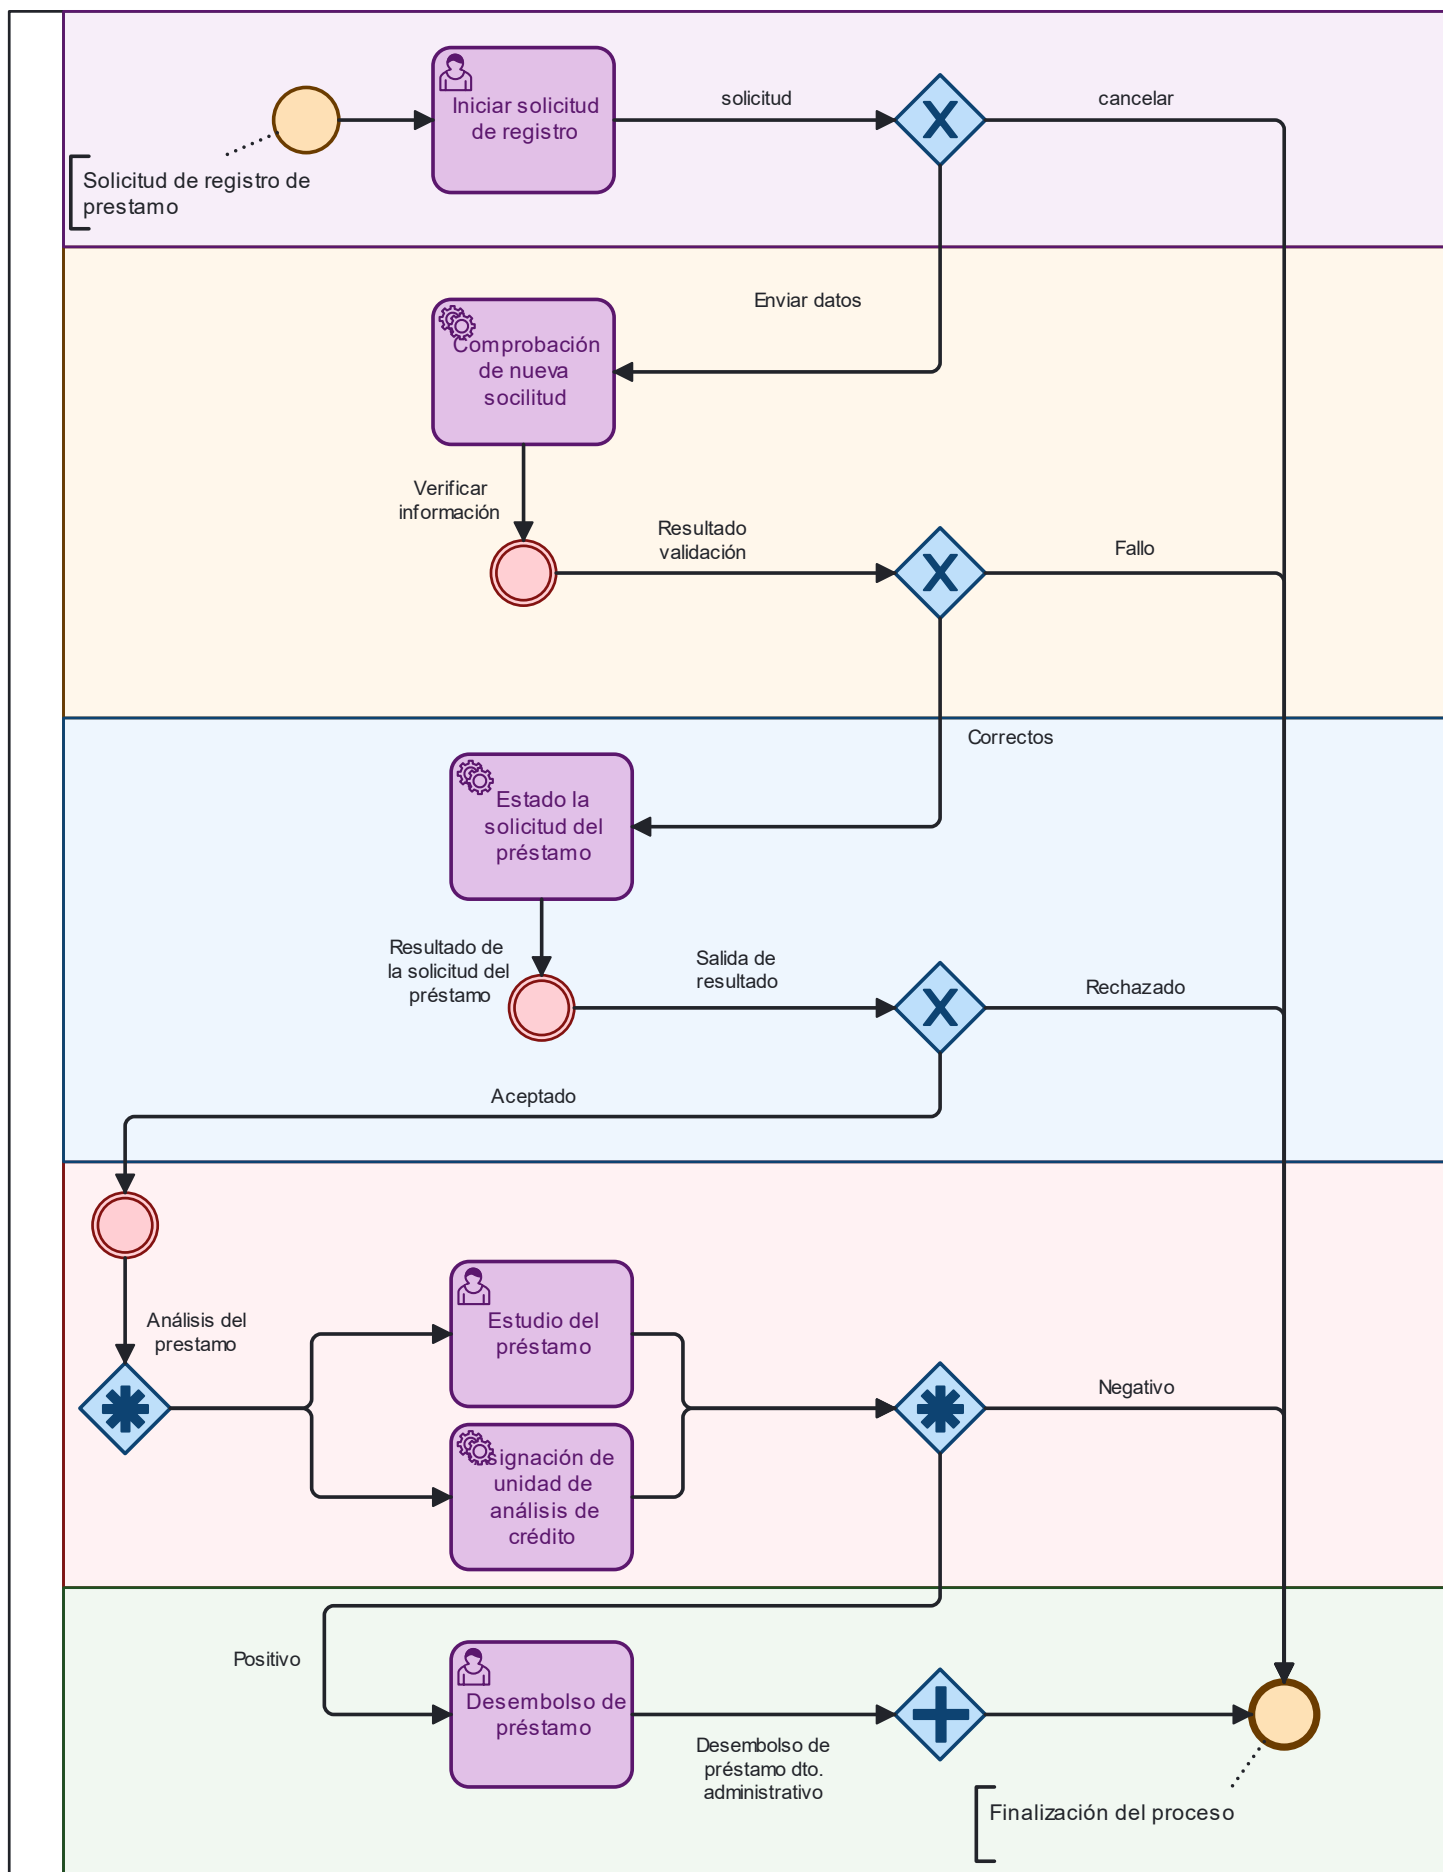 Iniciar solicitud
de registro
solicitud
cancelar
Solicitud de registro de
prestamo
Enviar datos
Comprobación
de nueva
socilitud
Verificar
información
Resultado
validación
Fallo
Correctos
Estado la
solicitud del
préstamo
Resultado de
la solicitud del
préstamo
Salida de
resultado
Rechazado
Aceptado
Análisis del
prestamo
Estudio del
préstamo
Negativo
signación de
unidad de
análisis de
crédito
Positivo
Desembolso de
préstamo
Desembolso de
préstamo dto.
administrativo
Finalización del proceso